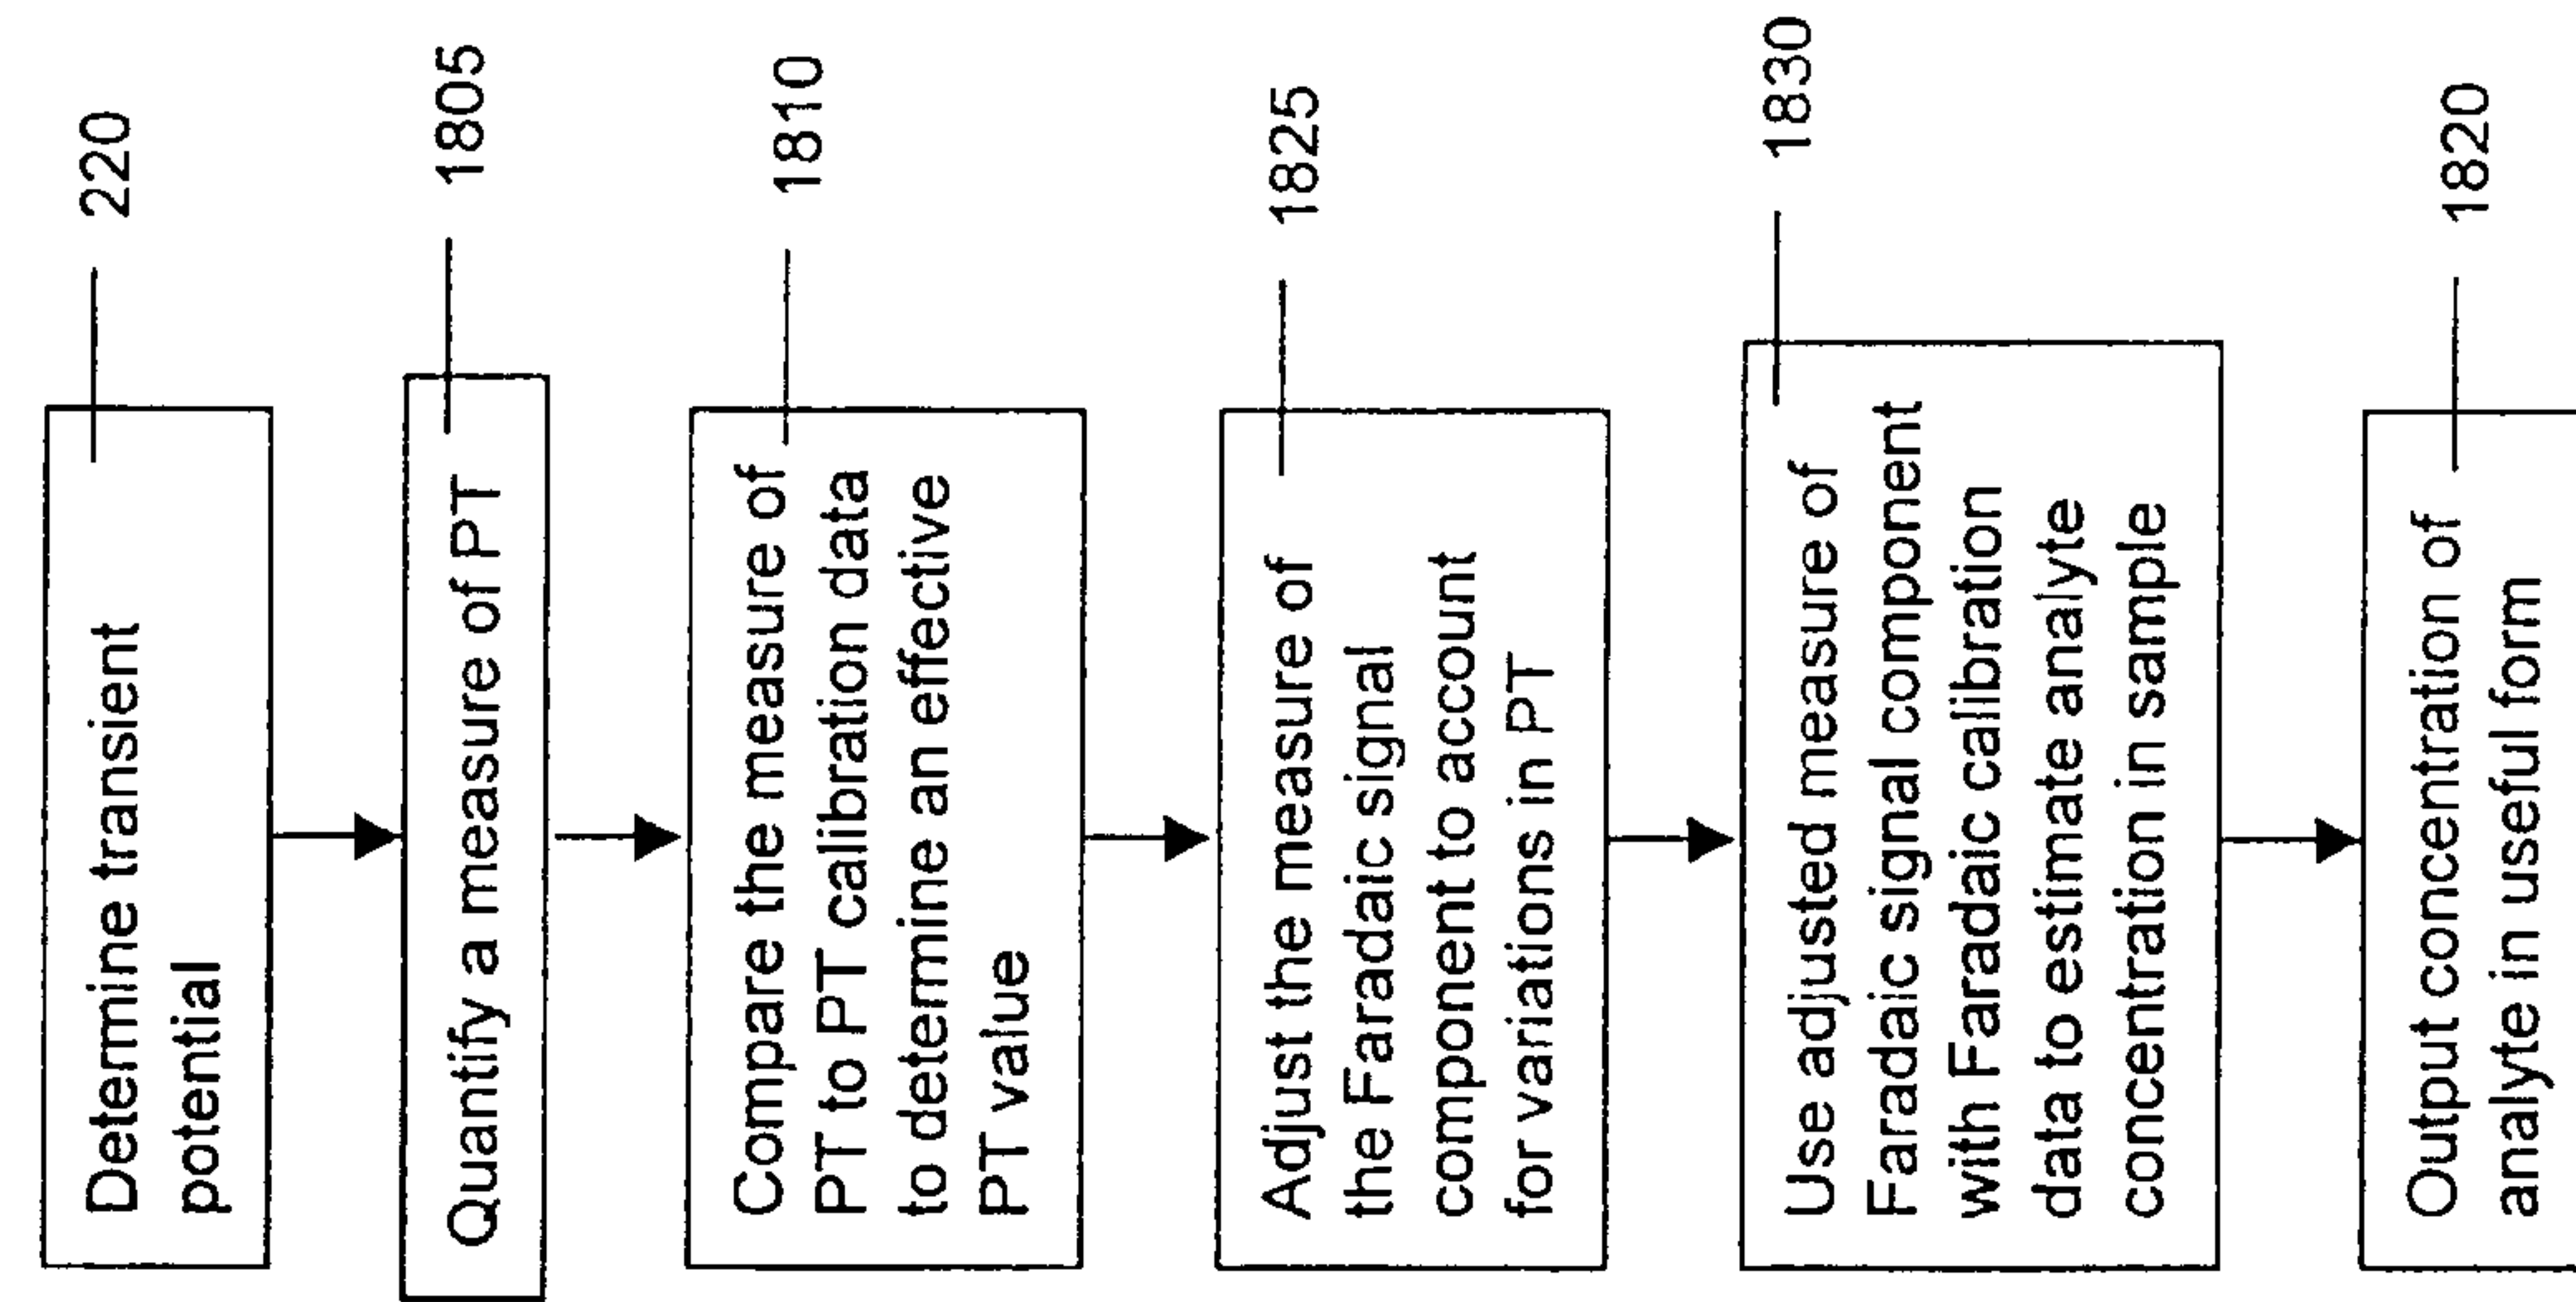 Determine transient
potential
220
Quantify a measure of PT
1805
Compare the measure of
PT to PT calibration data
to determine an effective
PT value
1810
Adjust the measure of
the Faradaic signal
component to account
for variations in PT
1825
Use adjusted measure of
Faradaic signal component
with Faradaic calibration
data to estimate analyte
concentration in sample
1830
Output concentration of
analyte in useful form
1820